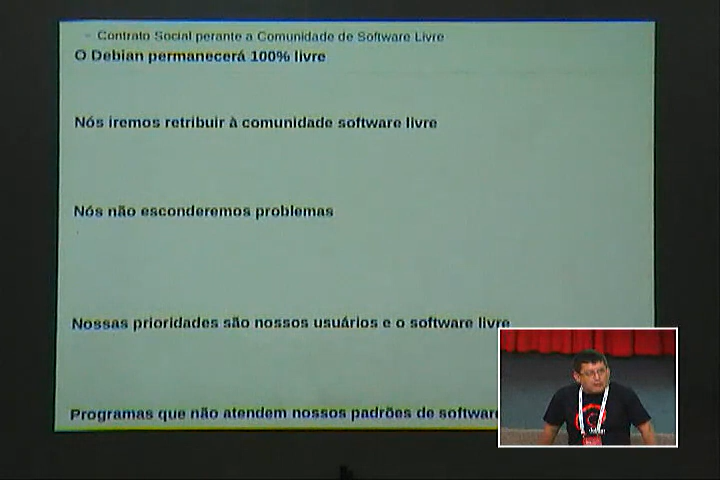 - Contrato Social perante a Comunidade de Software Livre
O Debian permanecerá 100% livre
Nós iremos retribuir à comunidade software livre
Nós não esconderemos problemas
Nossas prioridades são nossos usuários e o software livre
Programas que não atendem nossos padrões de software
debian